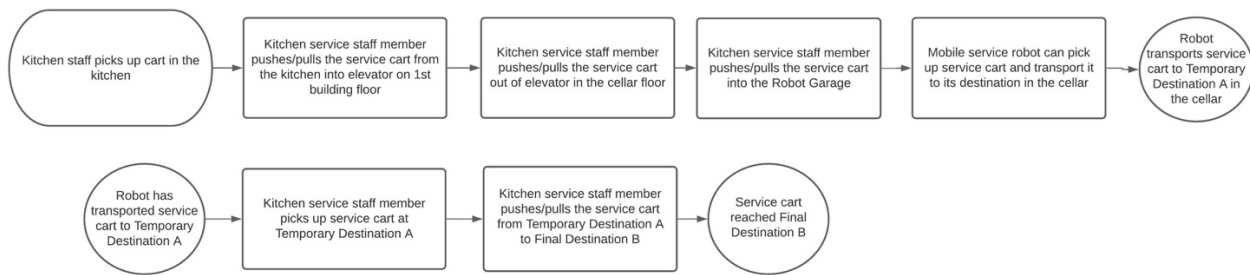 Kitchen staff picks up cart in the
kitchen
Kitchen service staff member
pushes/pulls the service cart from
the kitchen into elevator on 1st
building floor
Kitchen service staff member
pushes/pulls the service cart
out of elevator in the cellar floor
Kitchen service staff member
pushes/pulls the service cart
into the Robot Garage
Mobile service robot can pick
up service cart and transport it
to its destination in the cellar
Robot
transports service
cart to Temporary
Destination A in
the cellar
Robot has
transported service
cart to Temporary
Destination A
Kitchen service staff member
picks up service cart at
Temporary Destination A
Kitchen service staff member
pushes/pulls the service cart
from Temporary Destination A
to Final Destination B
Service cart
reached Final
Destination B